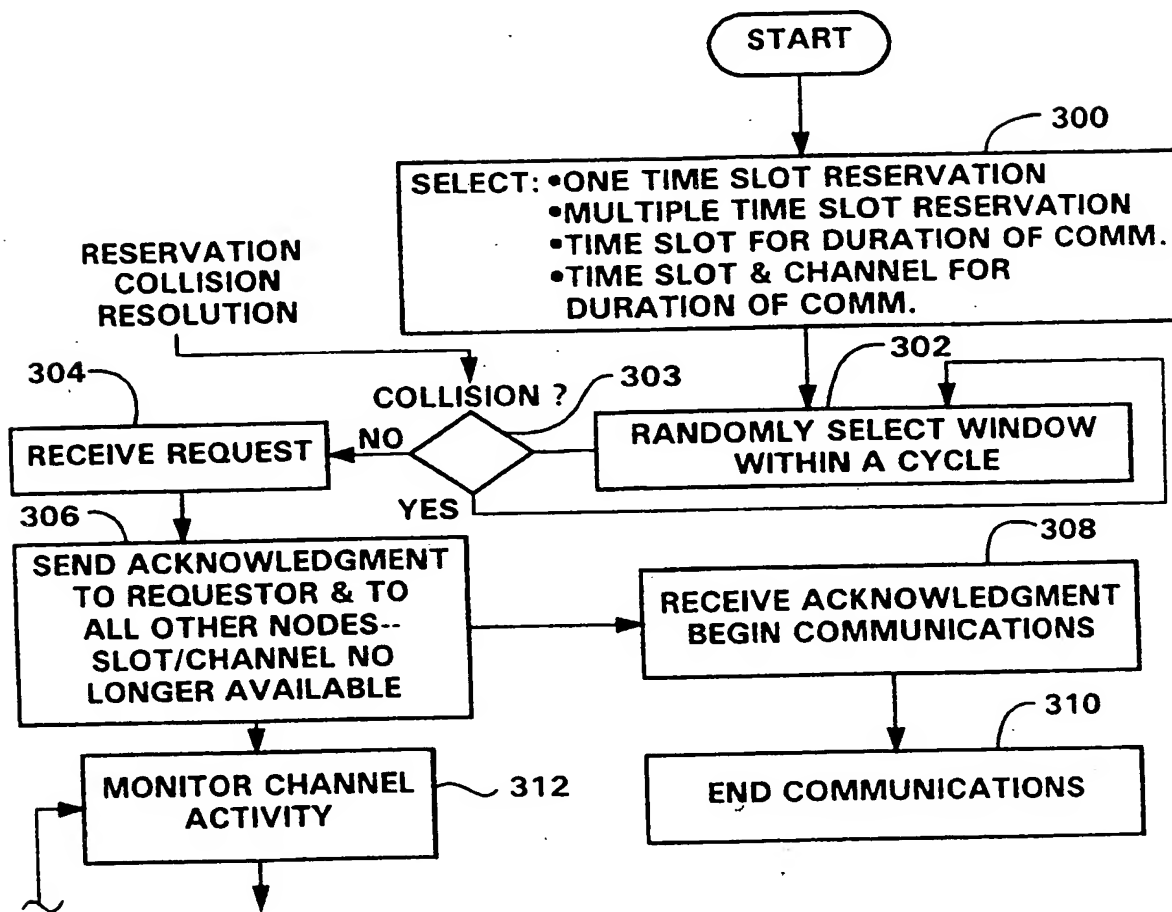 START
300
SELECT: •ONE TIME SLOT RESERVATION
•MULTIPLE TIME SLOT RESERVATION
•TIME SLOT FOR DURATION OF COMM.
•TIME SLOT & CHANNEL FOR
DURATION OF COMM.
RESERVATION
COLLISION
RESOLUTION
302
303
304
COLLISION ?
RANDOMLY SELECT WINDOW
WITHIN A CYCLE
NO
RECEIVE REQUEST
YES
306
SEND ACKNOWLEDGMENT
TO REQUESTOR & TO
ALL OTHER NODES--
SLOT/CHANNEL NO
LONGER AVAILABLE
308
RECEIVE ACKNOWLEDGMENT
BEGIN COMMUNICATIONS
310
END COMMUNICATIONS
MONITOR CHANNEL
ACTIVITY
312